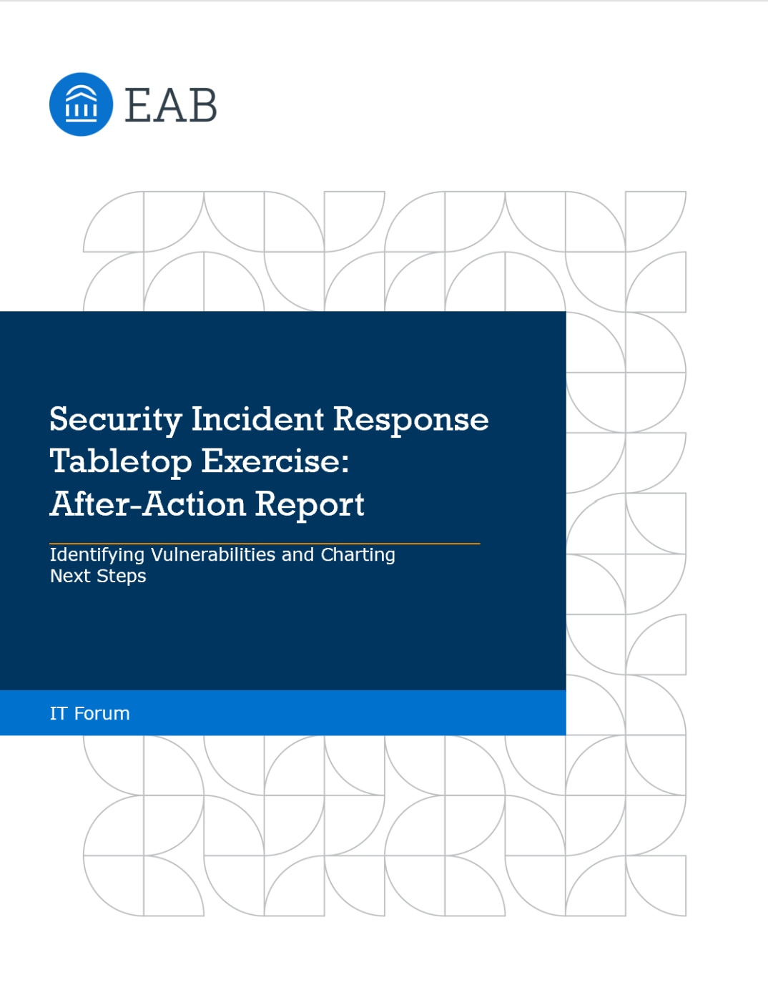 EAB
Security Incident Response
Tabletop Exercise:
After-Action Report
Identifying Vulnerabilities and Charting
Next Steps
IT Forum